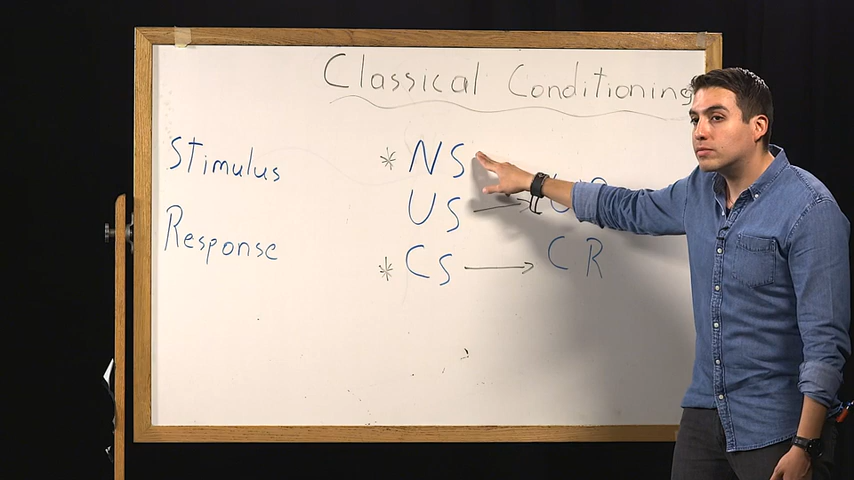 Classical Conditioning
Stimulus
Response
* NS
US →
* CS → CR